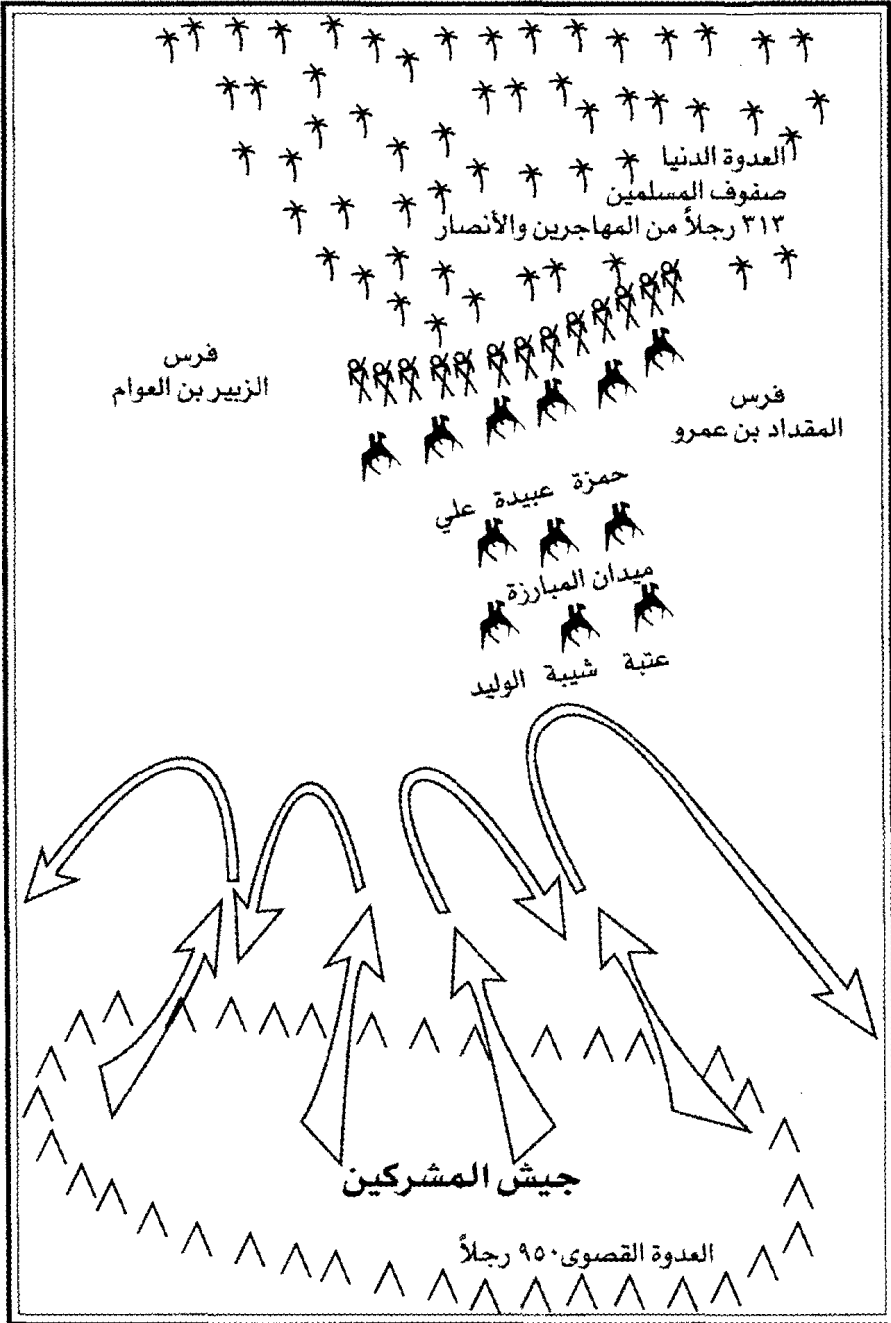 العدوة الدنيا
صفوف المسلمين
٣١٣ رجلاً من المهاجرين والأنصار
فرس
الزبير بن العوام
فرس
المقداد بن عمرو
حمزة عبيدة علي
ميدان المبارزة
عتبة شيبة الوليد
جيش المشركين
العدوة القصوى ٩٥٠ رجلاً